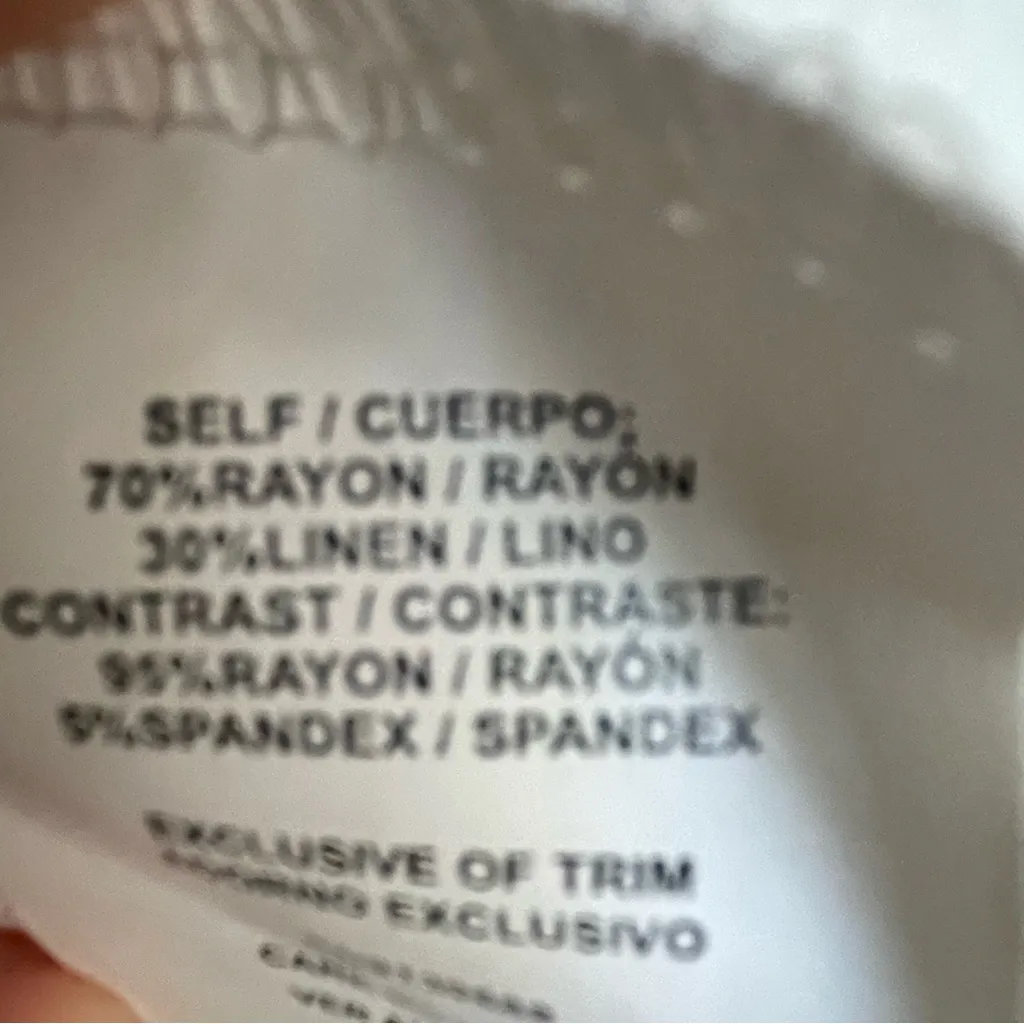 SELF / CUERPO:
70%RAYON / RAYÓN
30%LINEN / LINO
CONTRAST / CONTRASTE:
95%RAYON / RAYÓN
5%SPANDEX / SPANDEX
EXCLUSIVE OF TRIM
EXCLUSIVO